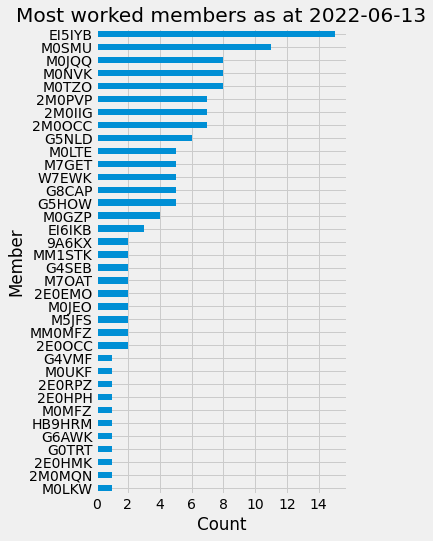 Most worked members as at 2022-06-13
EI5IYB
M0SMU
M0JQQ
M0NVK
M0TZO
2M0PVP
2M0IIG
2M0OCC
G5NLD
M0LTE
M7GET
W7EWK
G8CAP
G5HOW
M0GZP
EI6IKB
9A6KX
MM1STK
G4SEB
M7OAT
2E0EMO
M0JEO
M5JFS
MM0MFZ
2E0OCC
G4VMF
M0UKF
2E0RPZ
2E0HPH
M0MFZ
HB9HRM
G6AWK
G0TRT
2E0HMK
2M0MQN
M0LKW
Member
0 2 4 6 8 10 12 14
Count